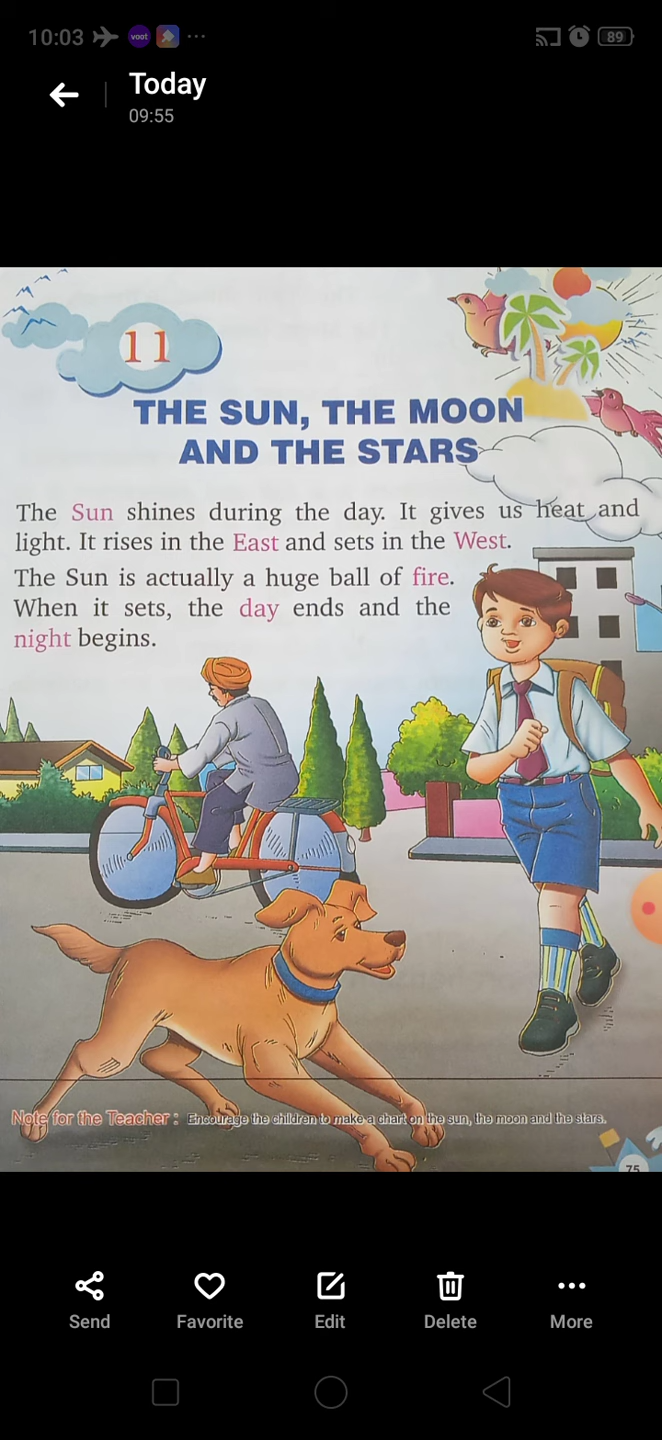 10:03
voot
89
Today
09:55
11
THE SUN, THE MOON
AND THE STARS
The Sun shines during the day. It gives us heat and
light. It rises in the East and sets in the West.
The Sun is actually a huge ball of fire.
When it sets, the day ends and the
night begins.
Note for the Teacher : Encourage the children to make a chart on the sun, the moon and the stars.
75
Send
Favorite
Edit
Delete
More